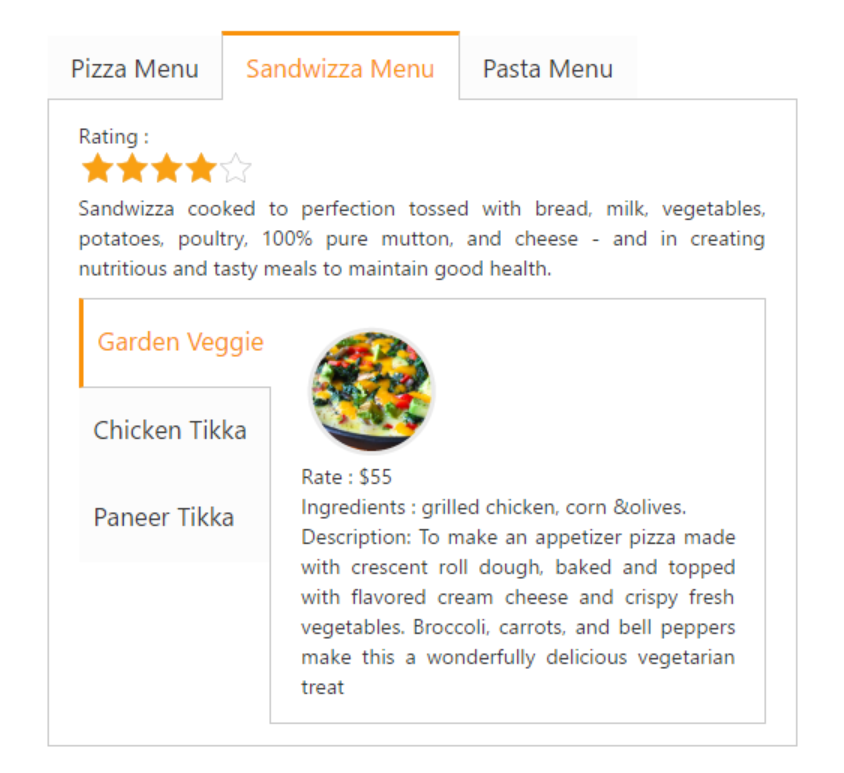 Pizza Menu
Sandwizza Menu
Pasta Menu
Rating :
Sandwizza cooked to perfection tossed with bread, milk, vegetables,
potatoes, poultry, 100% pure mutton, and cheese - and in creating
nutritious and tasty meals to maintain good health.
Garden Veggie
Chicken Tikka
Paneer Tikka
Rate : $55
Ingredients : grilled chicken, corn &olives.
Description: To make an appetizer pizza made
with crescent roll dough, baked and topped
with flavored cream cheese and crispy fresh
vegetables. Broccoli, carrots, and bell peppers
make this a wonderfully delicious vegetarian
treat